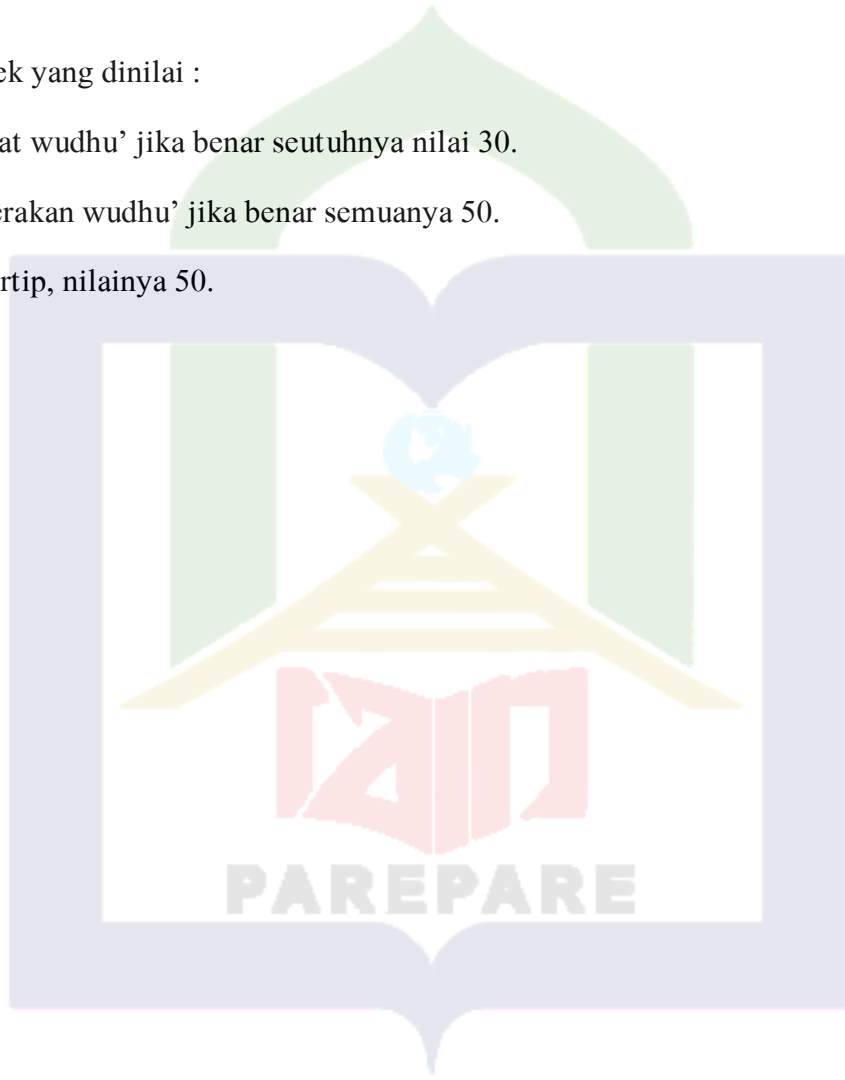 ek yang dinilai :
at wudhu’ jika benar seutuhnya nilai 30.
erakan wudhu’ jika benar semuanya 50.
rtip, nilainya 50.
iain
PAREPARE